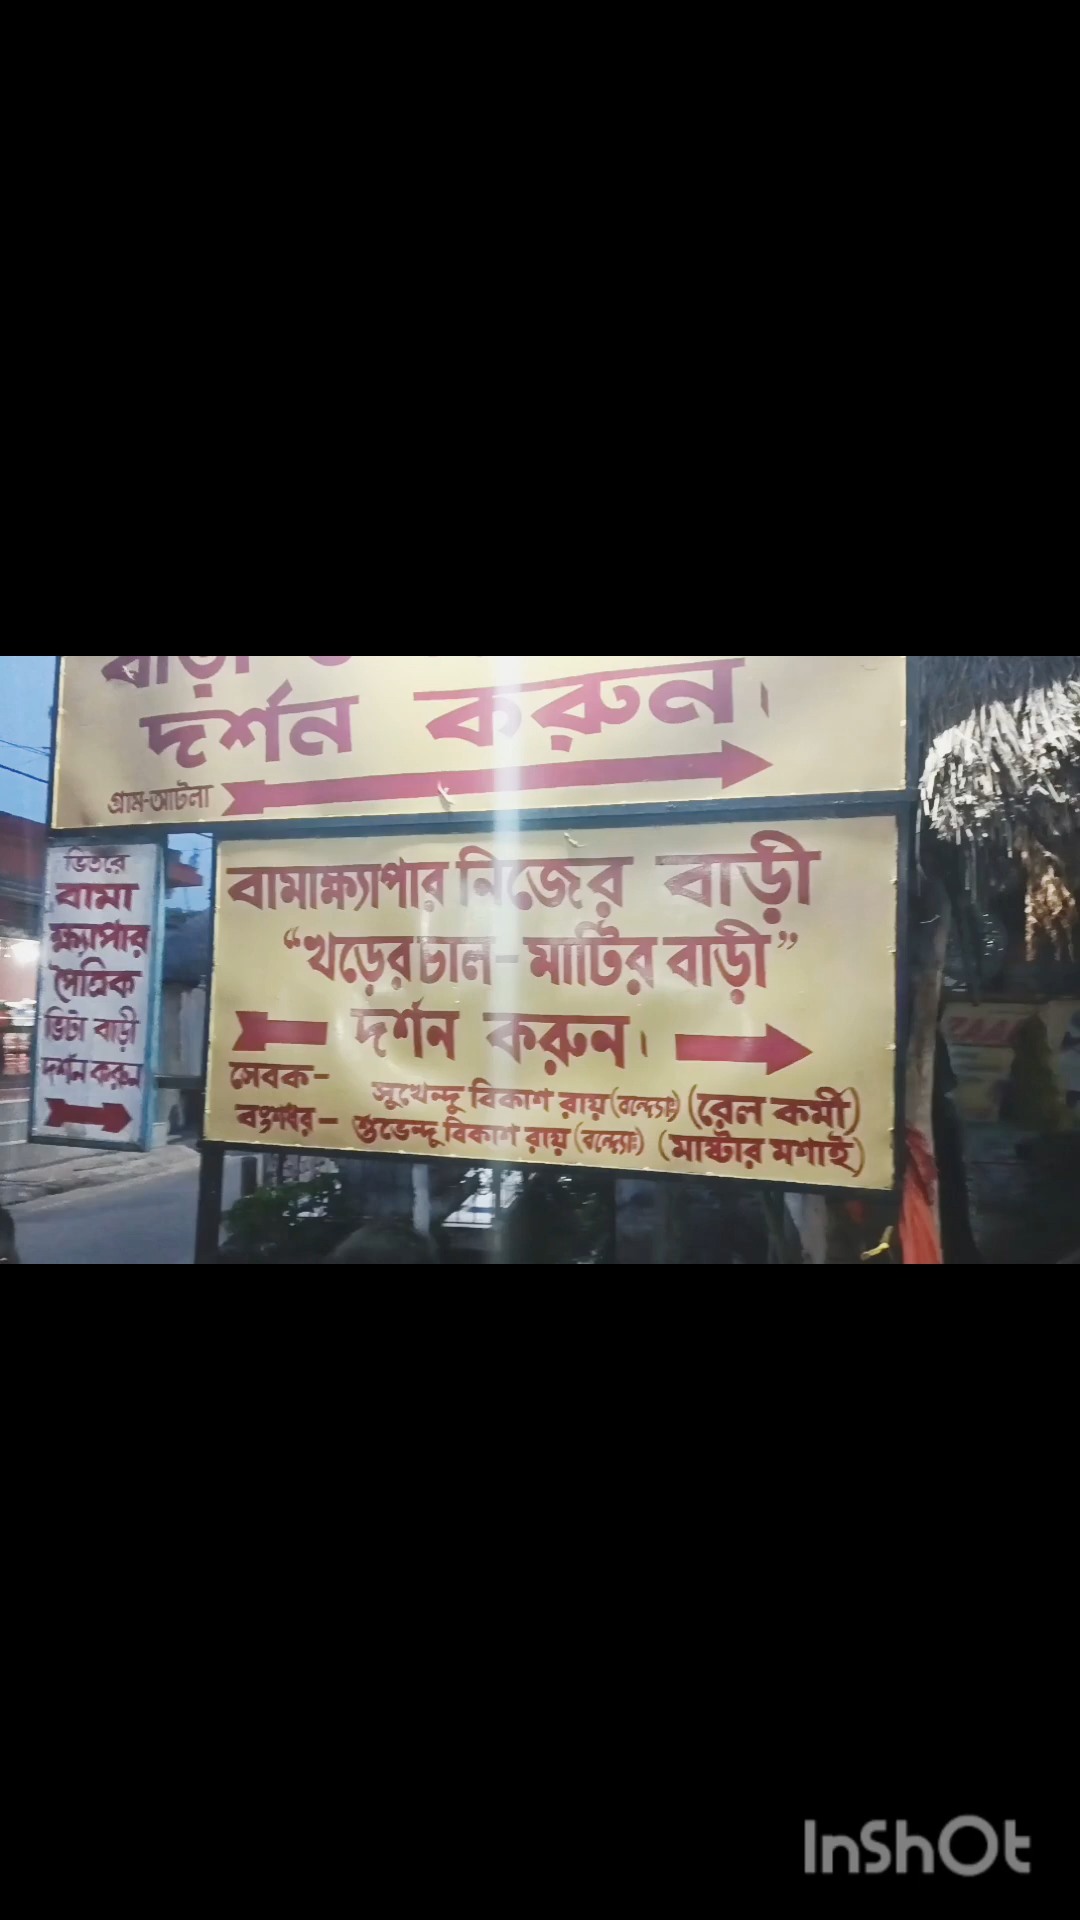 বাড়ী
দর্শন করুন।
গ্রাম-আটলা
ভিতরে
বামা
ক্ষ্যাপার
পৈত্রিক
ভিটা বাড়ী
দর্শন করুন
বামাক্ষ্যাপার নিজের বাড়ী
“খড়ের চাল - মাটির বাড়ী”
দর্শন করুন।
সেবক- সুখেন্দু বিকাশ রায় (বন্দ্যোঃ) (রেল কর্মী)
বংশধর- শুভেন্দু বিকাশ রায় (বন্দ্যোঃ) (মাষ্টার মশাই)
InShOt